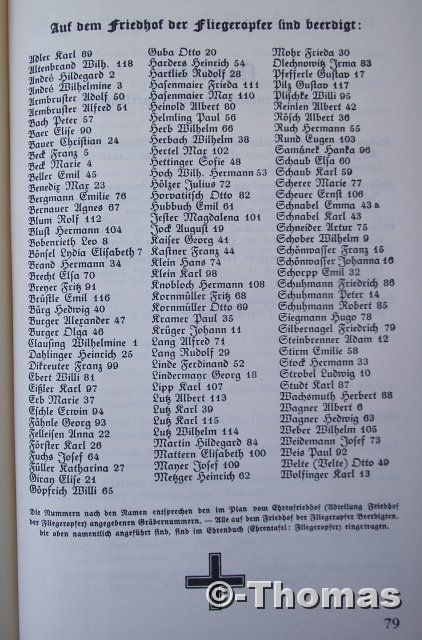 Auf dem Friedhof der Fliegeropfer sind beerdigt:
Adler Karl 89
Altenbrand Wilh. 118
André Hildegard 2
André Wilhelmine 3
Armbruster Adolf 50
Armbruster Alfred 51
Bach Peter 57
Baer Else 90
Bauer Christian 24
Beck Franz 5
Beck Marie 4
Beller Emil 45
Benedig Max 23
Bergmann Emilie 76
Bernauer Agnes 67
Blum Rolf 112
Blust Hermann 104
Bobenrieth Leo 8
Bönsel Lydia Elisabeth 7
Brand Hermann 34
Brecht Elsa 70
Breyer Fritz 91
Brüstle Emil 116
Bürg Hedwig 40
Burger Alexander 47
Burger Olga 46
Clausing Wilhelmine 1
Dahlinger Heinrich 25
Dikreuter Franz 99
Ebert Willi 81
Eißler Karl 97
Erb Marie 37
Eschle Erwin 94
Fähnle Georg 93
Felleisen Anna 22
Förster Karl 26
Fuchs Josef 64
Füller Katharina 27
Giray Elise 21
Göpfrich Willi 65
Guba Otto 20
Harders Heinrich 54
Hartlieb Rudolf 28
Hasenmaier Frieda 111
Hasenmaier Max 110
Heinold Albert 80
Helmling Paul 56
Herb Wilhelm 66
Herbach Wilhelm 38
Hertel Max 102
Hettinger Sofie 48
Hoch Wilh. Hermann 53
Hölzer Julius 72
Horvatitsch Otto 82
Hubbuch Emil 61
Jester Magdalena 101
Jock August 19
Kaiser Georg 41
Kastner Franz 44
Klein Hans 74
Klein Karl 98
Knobloch Hermann 108
Kornmüller Fritz 68
Kornmüller Otto 69
Kramer Paul 35
Krüger Johann 11
Lang Alfred 71
Lang Rudolf 29
Linde Ferdinand 52
Lindermayr Georg 18
Lipp Karl 107
Lutz Albert 113
Lutz Karl 39
Lutz Karl 115
Lutz Wilhelm 114
Martin Hildegard 84
Mattern Elisabeth 100
Mayer Josef 109
Metzger Heinrich 62
Mohr Frieda 30
Olechnowitz Irma 83
Pfefferle Gustav 17
Pilz Gustav 117
Plischke Willi 95
Reinlen Albert 42
Rösch Albert 36
Ruch Hermann 55
Rund Eugen 103
Hanka 96
Schaub Elsa 60
Schaub Karl 59
Scherer Marie 77
Scheuer Ernst 106
Schnabel Emma 43 a
Schnabel Karl 43
Schneider Artur 75
Schober Wilhelm 9
Schönwasser Franz 15
Schönwasser Johanna 16
Schorpp Emil 32
Schuhmann Friedrich 86
Schuhmann Peter 14
Schuhmann Robert 85
Siegmann Hugo 78
Silbernagel Friedrich 79
Steinbrenner Adam 12
Stirm Emilie 58
Stock Hermann 33
Strobel Ludwig 10
Studt Karl 87
Wachsmuth Herbert 88
Wagner Albert 6
Wagner Hedwig 63
Weber Wilhelm 105
Weidemann Josef 73
Weis Paul 92
Welte (Velte) Otto 49
Wolfinger Karl 13
Die Nummern nach den Namen entsprechen den im Plan vom Ehrenfriedhof (Abteilung Friedhof
der Fliegeropfer) angegebenen Gräbernummern. — Alle auf dem Friedhof der Fliegeropfer Beerdigten,
die oben namentlich angeführt sind, sind im Ehrenbuch (Ehrentafel: Fliegeropfer) eingetragen.
©-Thomas
79